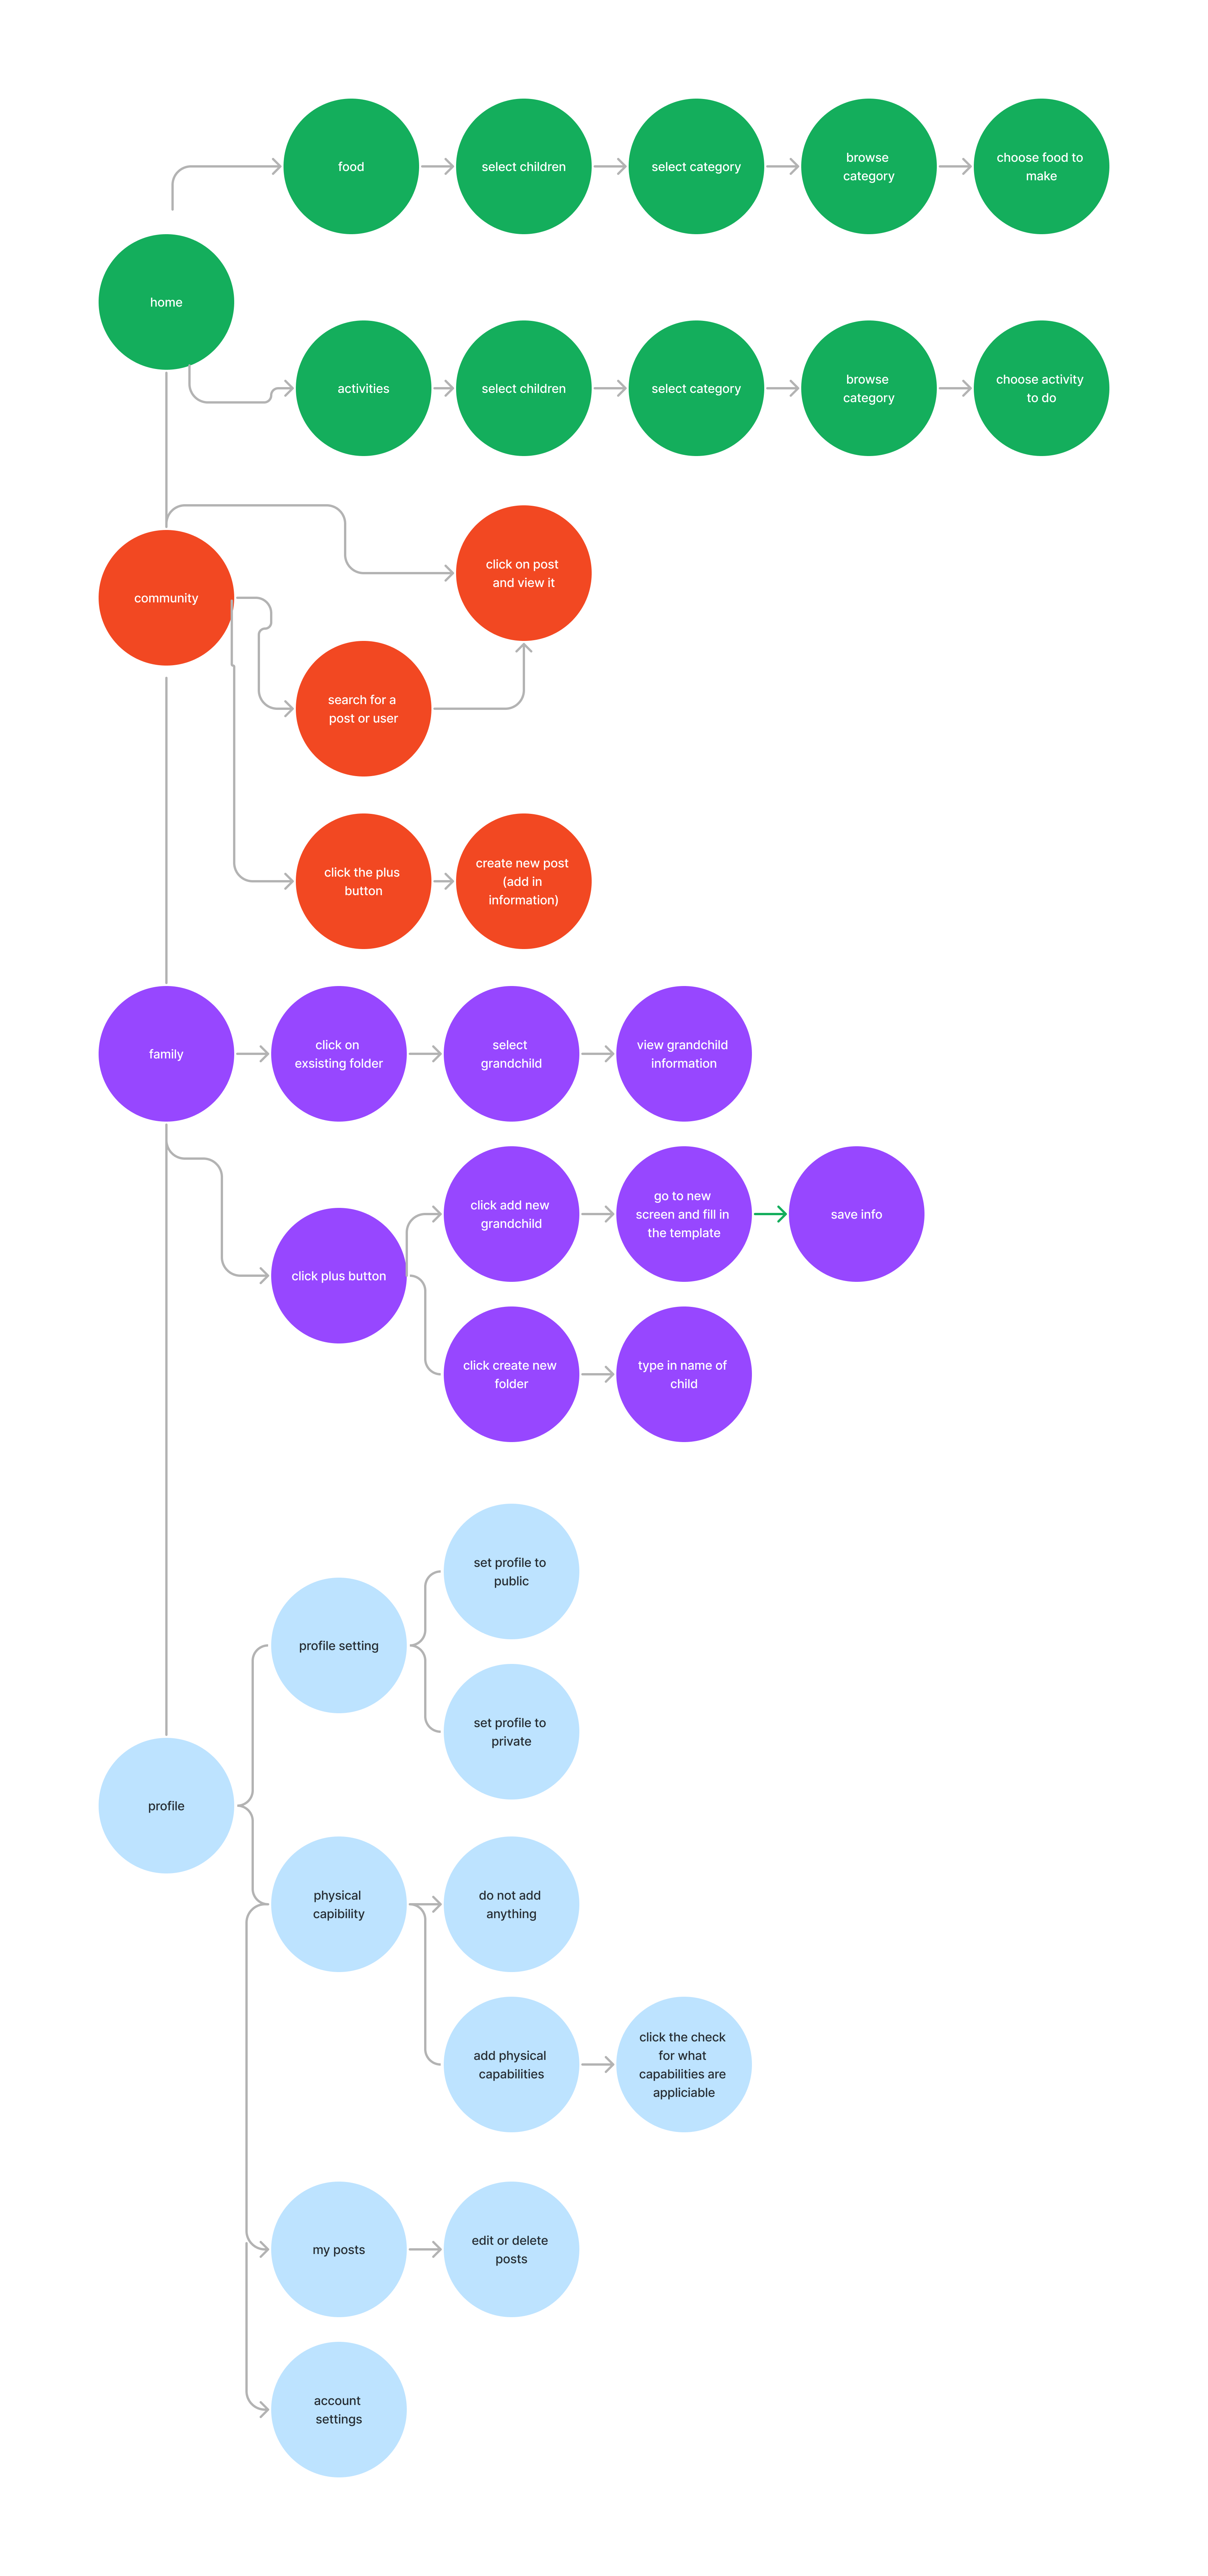 food
select children
select category
browse
category
choose food to
make
home
activities
select children
select category
browse
category
choose activity
to do
community
click on post
and view it
search for a
post or user
click the plus
button
create new post
(add in
information)
family
click on
exsisting folder
select
grandchild
view grandchild
information
click plus button
click add new
grandchild
go to new
screen and fill in
the template
save info
click create new
folder
type in name of
child
profile
profile setting
set profile to
public
set profile to
private
physical
capibility
do not add
anything
add physical
capabilities
click the check
for what
capabilities are
appliciable
my posts
edit or delete
posts
account
settings